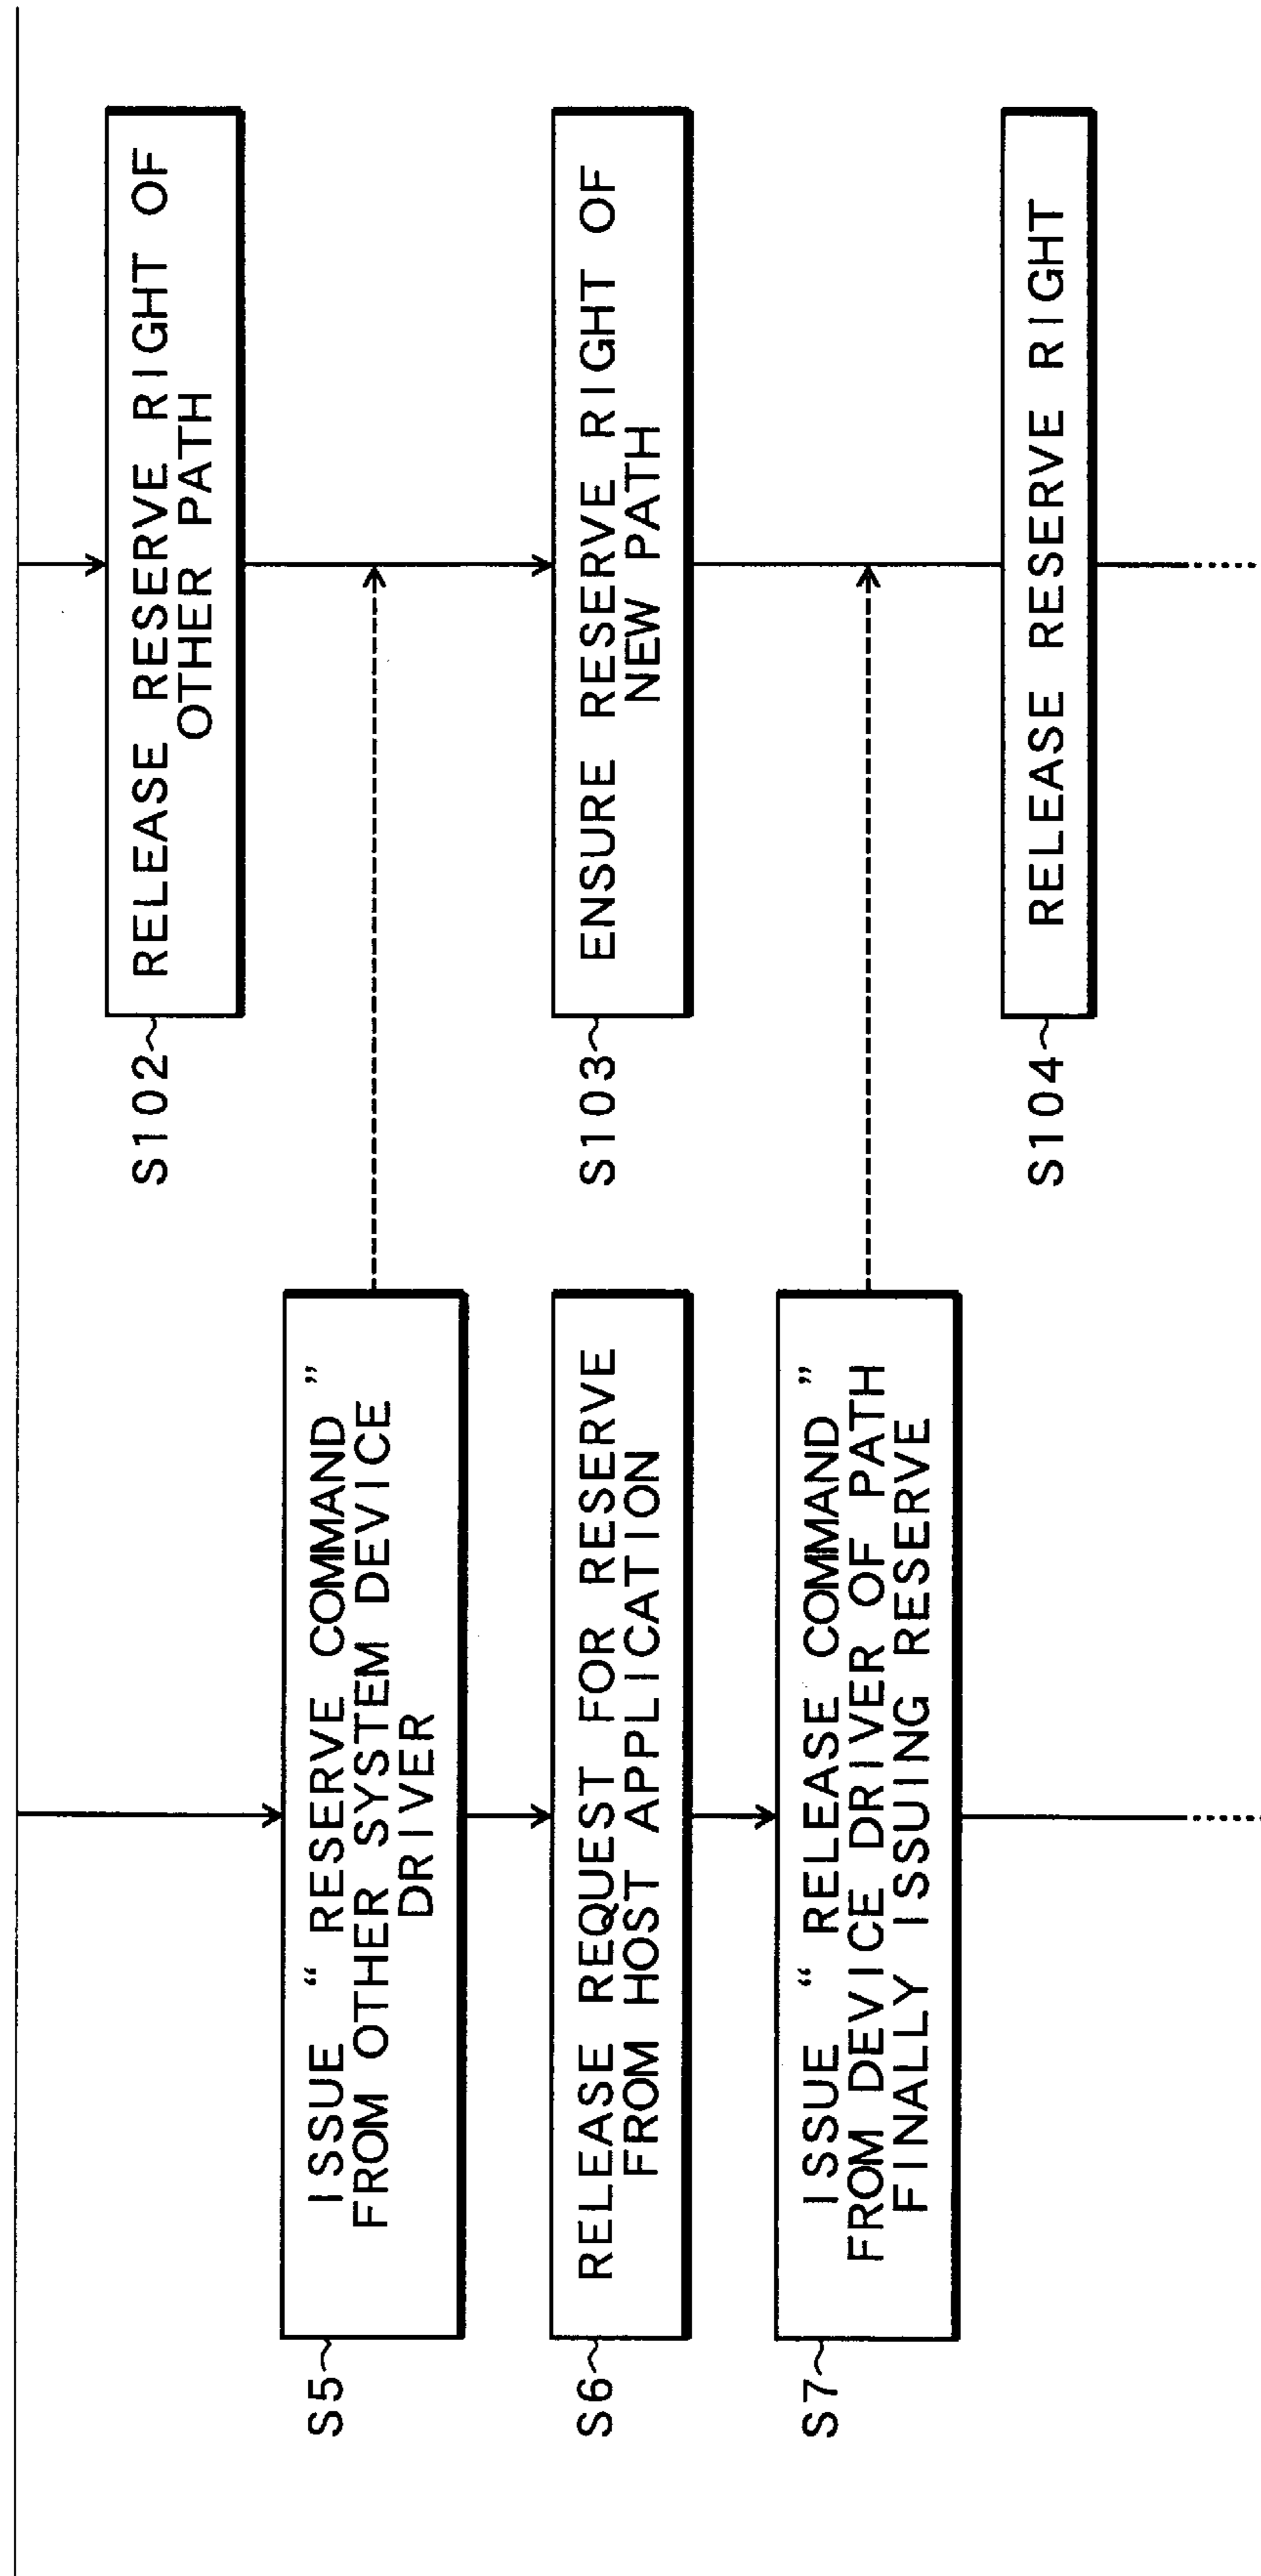 S5
ISSUE “ RESERVE COMMAND ”
FROM OTHER SYSTEM DEVICE
DRIVER
S6
RELEASE REQUEST FOR RESERVE
FROM HOST APPLICATION
S7
ISSUE “ RELEASE COMMAND ”
FROM DEVICE DRIVER OF PATH
FINALLY ISSUING RESERVE
S102
RELEASE RESERVE RIGHT OF
OTHER PATH
S103
ENSURE RESERVE RIGHT OF
NEW PATH
S104
RELEASE RESERVE RIGHT